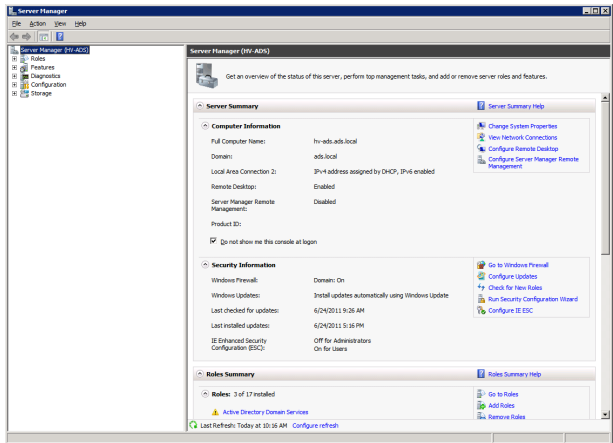 Server Manager
File Action View Help
Server Manager (HV-ADS)
Roles
Features
Diagnostics
Configuration
Storage
Server Manager (HV-ADS)
Get an overview of the status of this server, perform top management tasks, and add or remove server roles and features.
Server Summary
Server Summary Help
Computer Information
Full Computer Name: hv-ads.ads.local
Domain: ads.local
Local Area Connection 2: IPv4 address assigned by DHCP, IPv6 enabled
Remote Desktop: Enabled
Server Manager Remote Disabled
Management:
Product ID:
Do not show me this console at logon
Change System Properties
View Network Connections
Configure Remote Desktop
Configure Server Manager Remote
Management
Security Information
Windows Firewall: Domain: On
Windows Updates: Install updates automatically using Windows Update
Last checked for updates: 6/24/2011 9:26 AM
Last installed updates: 6/24/2011 5:16 PM
IE Enhanced Security Off for Administrators
Configuration (ESC): On for Users
Go to Windows Firewall
Configure Updates
Check for New Roles
Run Security Configuration Wizard
Configure IE ESC
Roles Summary
Roles Summary Help
Roles: 3 of 17 installed
Active Directory Domain Services
Go to Roles
Add Roles
Remove Roles
Last Refresh: Today at 10:16 AM Configure refresh